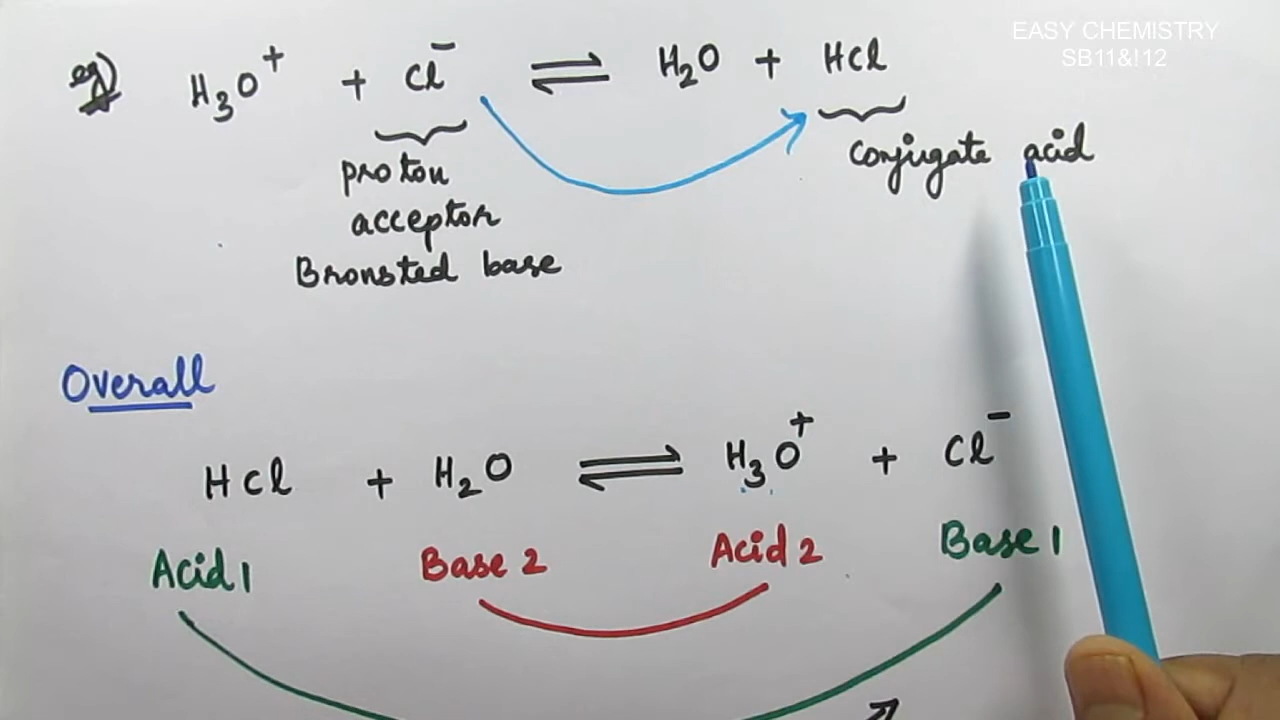 EASY CHEMISTRY
SB11&I12
eg) H₃O⁺ + Cl⁻ ⇌ H₂O + HCl
proton
acceptor
Bronsted base
Conjugate acid
Overall
HCl + H₂O ⇌ H₃O⁺ + Cl⁻
Acid 1 Base 2 Acid 2 Base 1